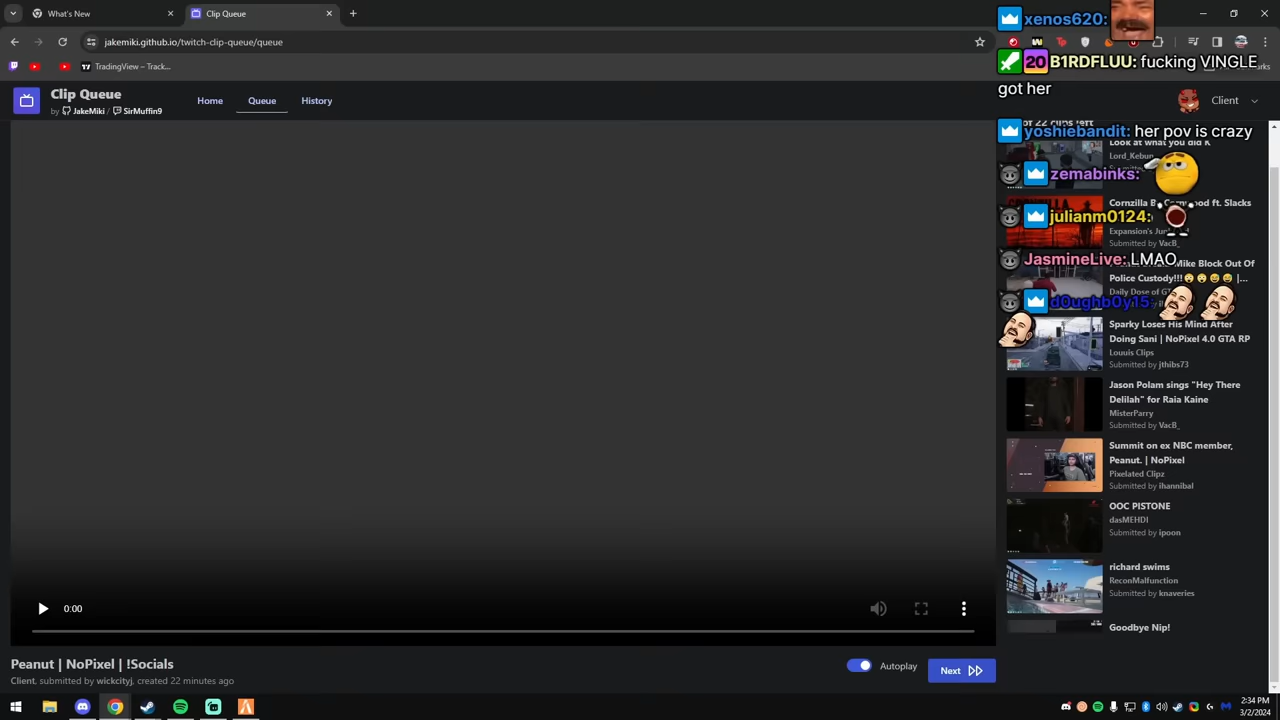 What's New
Clip Queue
xenos620:
jakemiki.github.io/twitch-clip-queue/queue
20 B1RDFLUU: fucking VINGLE
got her
TradingView – Track...
Clip Queue
by JakeMiki / SirMuffin9
Home
Queue
History
Client
of 22 clips left
yoshiebandit: her pov is crazy
Look at what you did K
Lord_Kebun
zemabinks:
Cornzilla
ft. Slacks
julianm0124:
Submitted by VacB_
JasmineLive: LMAO
Mike Block Out Of
Police Custody!!!
Daily Dose of
d0ughb0y15
Sparky Loses His Mind After
Doing Sani | NoPixel 4.0 GTA RP
Louuis Clips
Submitted by jthibs73
Jason Polam sings "Hey There
Delilah" for Raia Kaine
MisterParry
Submitted by VacB_
Summit on ex NBC member,
Peanut. | NoPixel
Pixelated Clipz
Submitted by ihannibal
OOC PISTONE
dasMEHDI
Submitted by ipoon
richard swims
ReconMalfunction
Submitted by knaveries
Goodbye Nip!
0:00
Peanut | NoPixel | !Socials
Client, submitted by wickcityj, created 22 minutes ago
Autoplay
Next
2:34 PM
3/2/2024